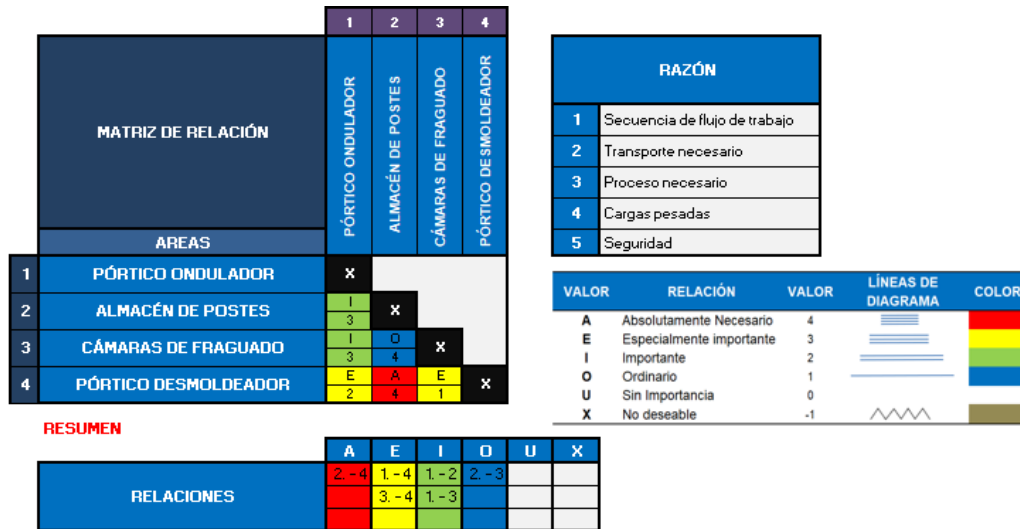 1 2 3 4
MATRIZ DE RELACIÓN
PÓRTICO ONDULADOR
ALMACÉN DE POSTES
CÁMARAS DE FRAGUADO
PÓRTICO DESMOLDEADOR
AREAS
1 PÓRTICO ONDULADOR X
2 ALMACÉN DE POSTES I X
3
3 CÁMARAS DE FRAGUADO I O X
3 4
4 PÓRTICO DESMOLDEADOR E A E X
2 4 1
RAZÓN
1 Secuencia de flujo de trabajo
2 Transporte necesario
3 Proceso necesario
4 Cargas pesadas
5 Seguridad
VALOR RELACIÓN VALOR LÍNEAS DE DIAGRAMA COLOR
A Absolutamente Necesario 4
E Especialmente importante 3
I Importante 2
O Ordinario 1
U Sin Importancia 0
X No deseable -1
RESUMEN
A E I O U X
RELACIONES
2. - 4 1. - 4 1. - 2 2. - 3
3. - 4 1. - 3